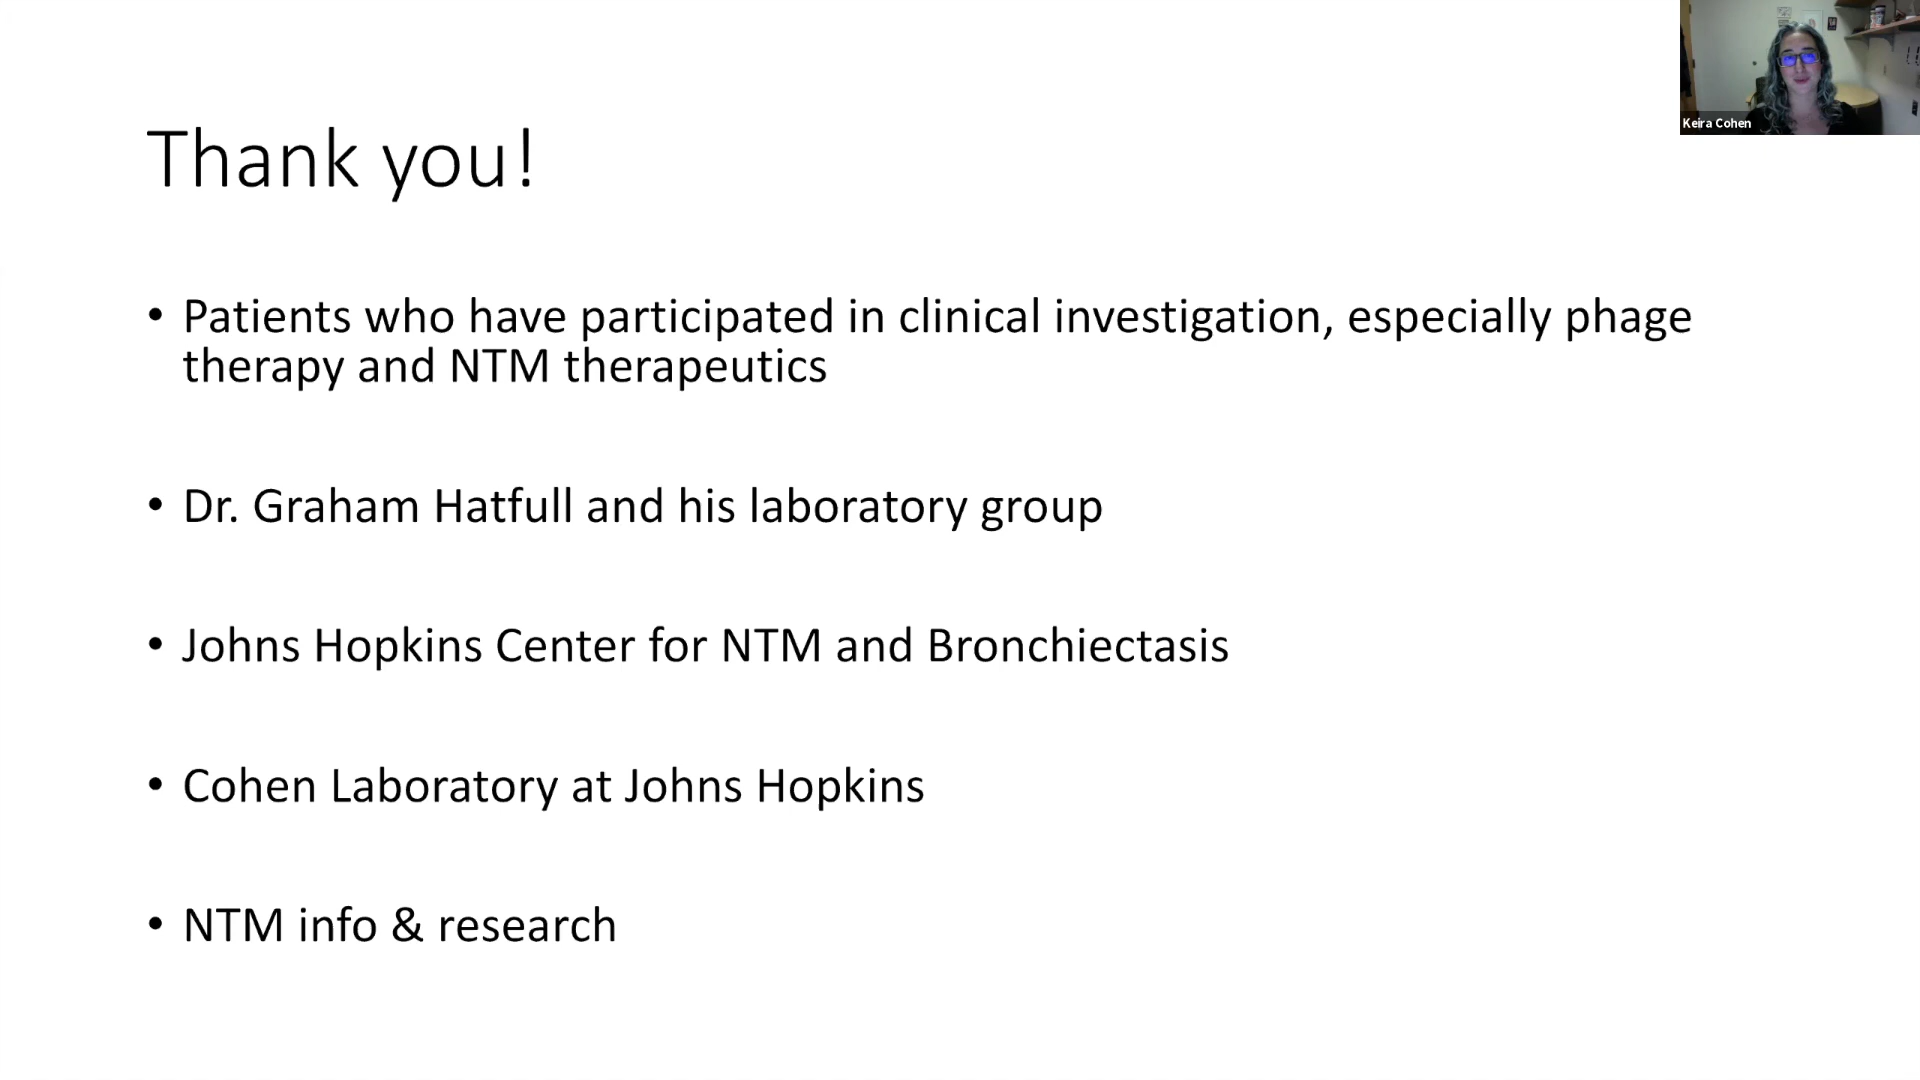 Keira Cohen
Thank you!
• Patients who have participated in clinical investigation, especially phage
therapy and NTM therapeutics
• Dr. Graham Hatfull and his laboratory group
• Johns Hopkins Center for NTM and Bronchiectasis
• Cohen Laboratory at Johns Hopkins
• NTM info & research